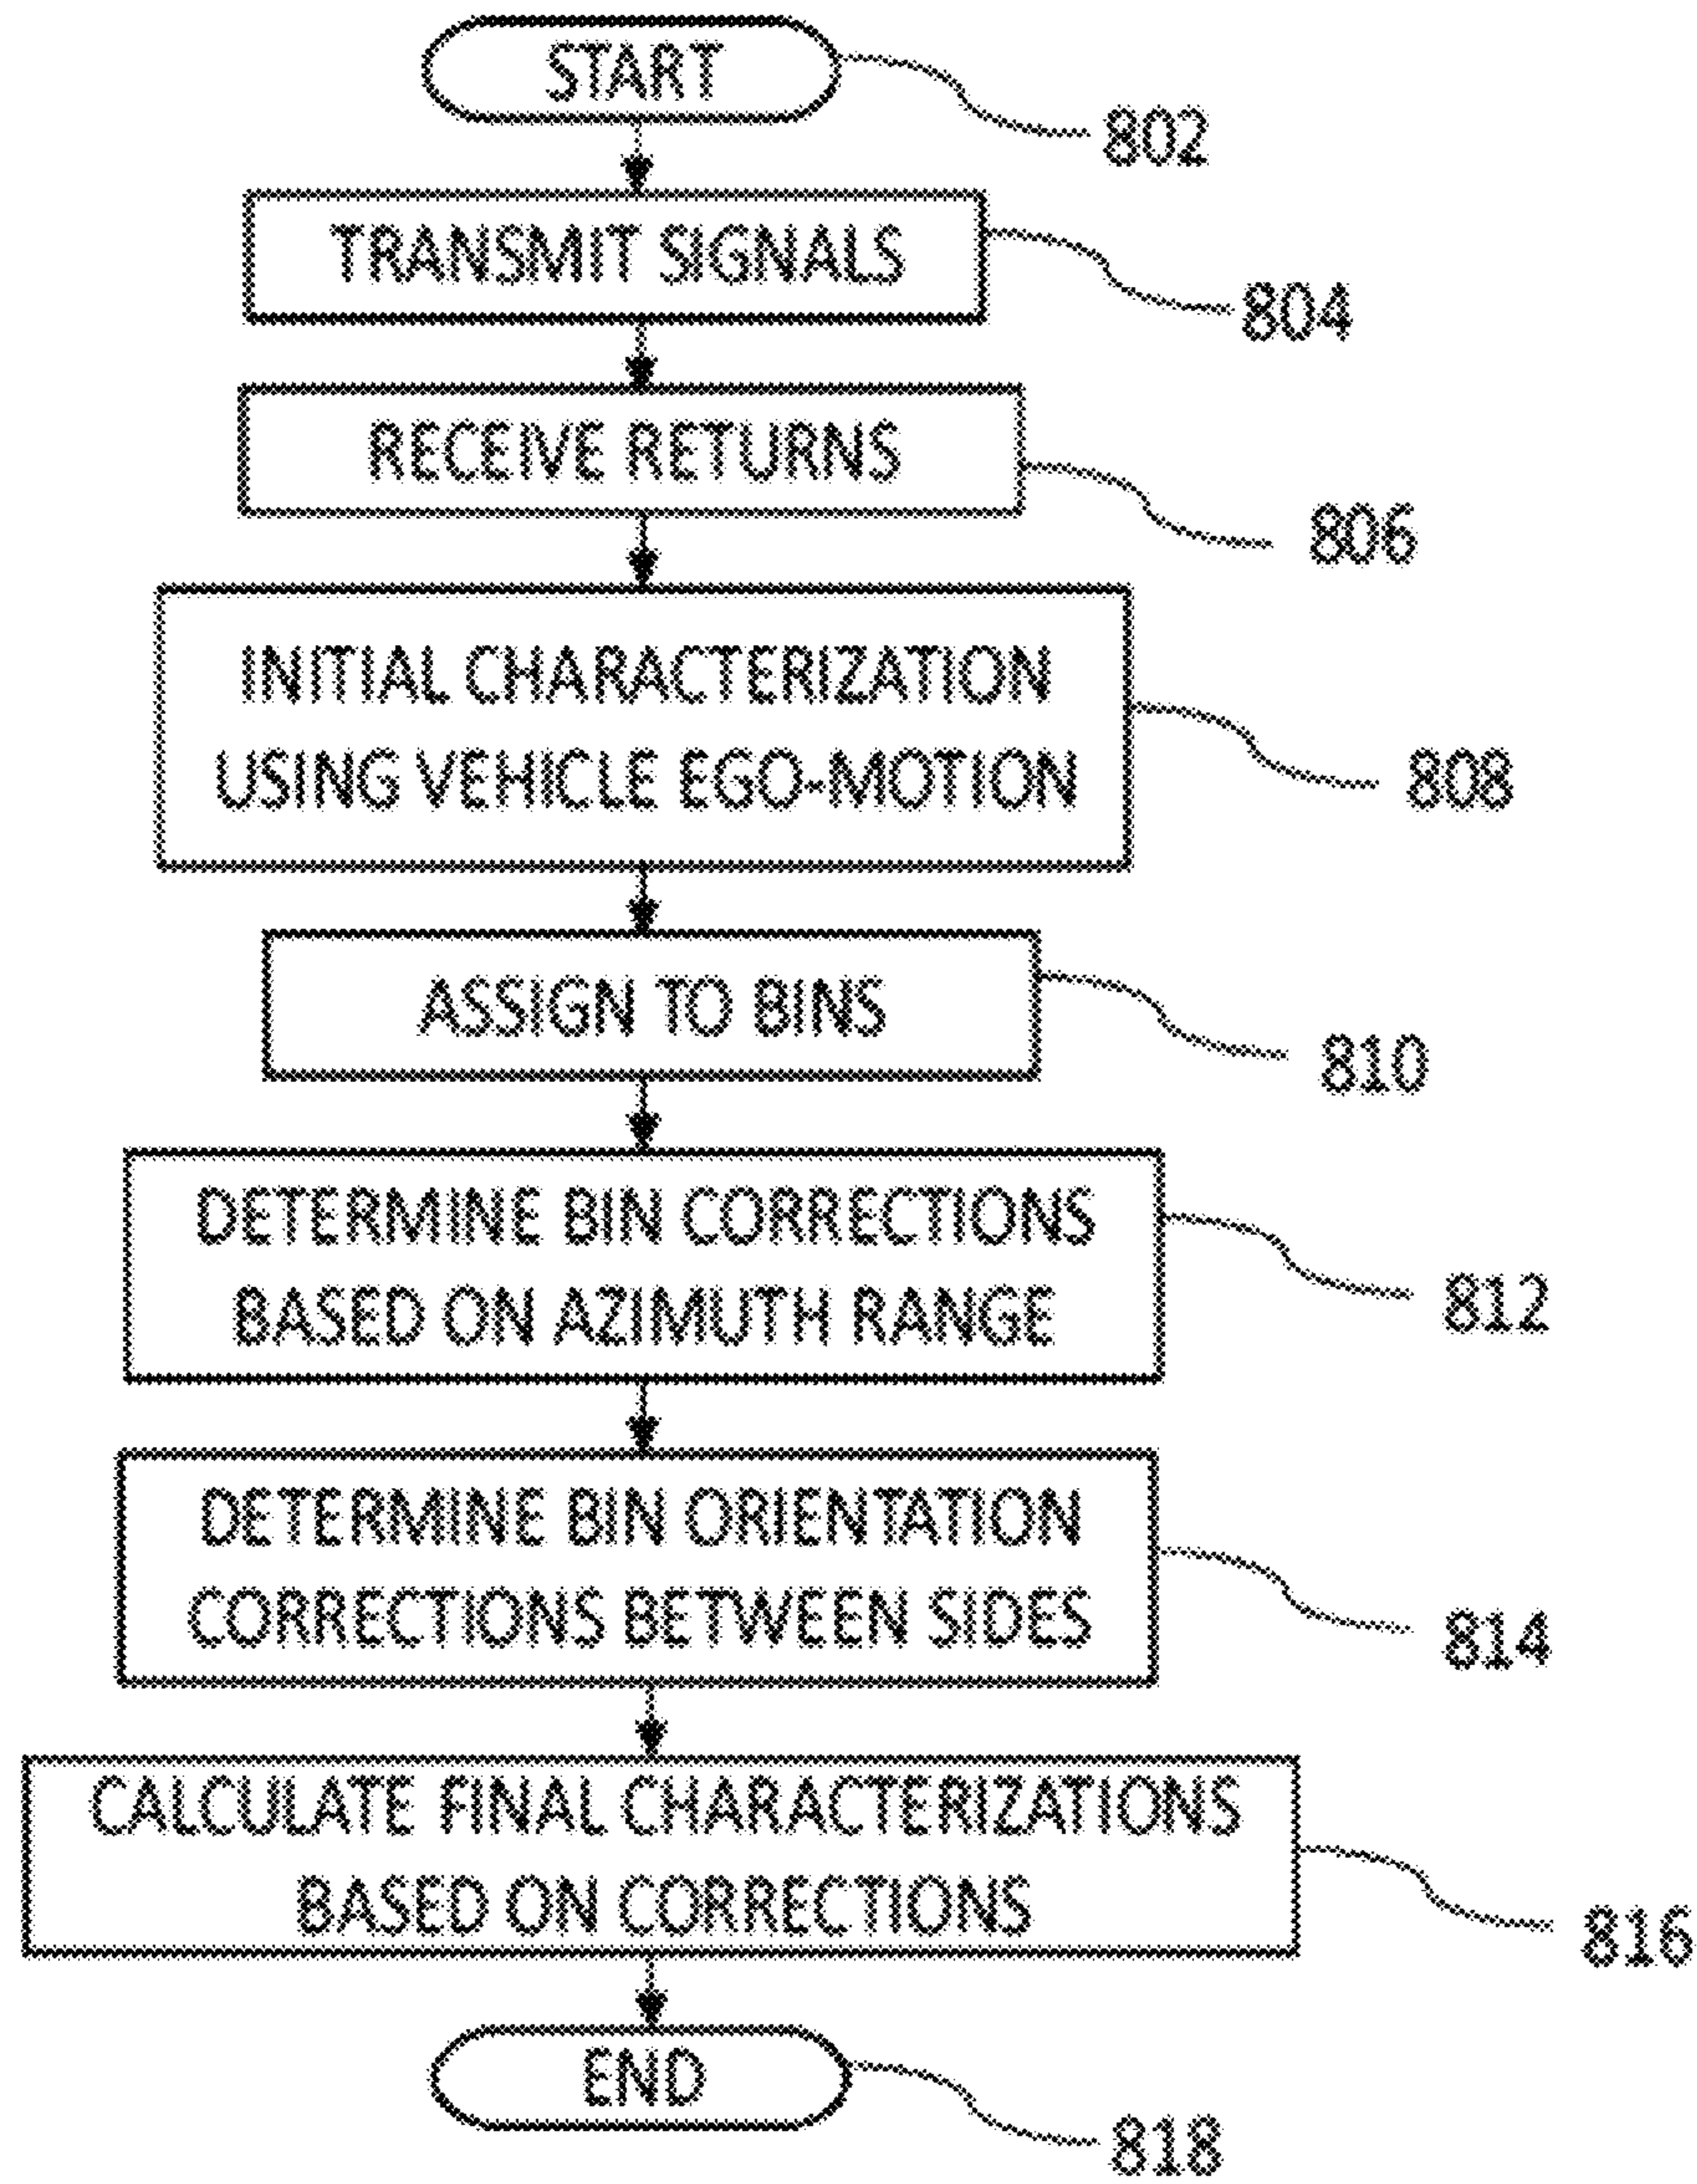 START
802
TRANSMIT SIGNALS
804
RECEIVE RETURNS
806
INITIAL CHARACTERIZATION
USING VEHICLE EGO-MOTION
808
ASSIGN TO BINS
810
DETERMINE BIN CORRECTIONS
BASED ON AZIMUTH RANGE
812
DETERMINE BIN ORIENTATION
CORRECTIONS BETWEEN SIDES
814
CALCULATE FINAL CHARACTERIZATIONS
BASED ON CORRECTIONS
816
END
818